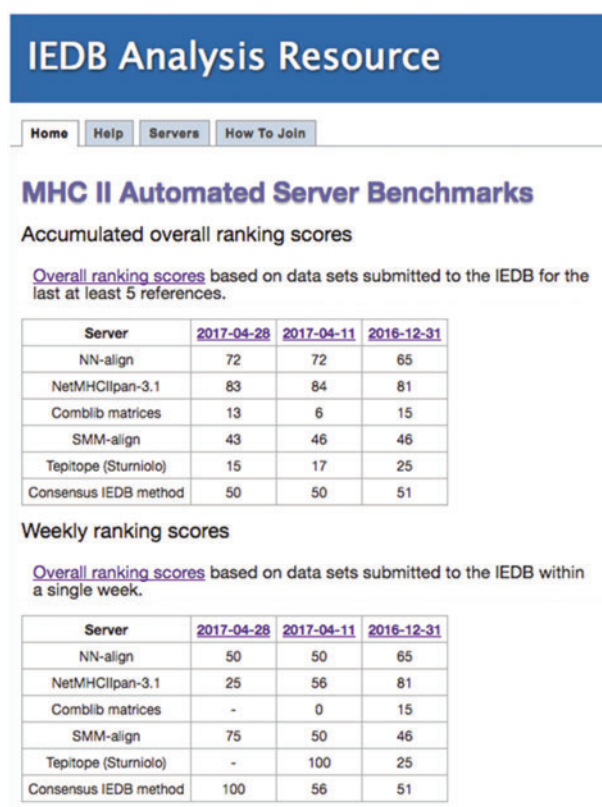 IEDB Analysis Resource
Home Help Servers How To Join
MHC II Automated Server Benchmarks
Accumulated overall ranking scores
Overall ranking scores based on data sets submitted to the IEDB for the
last at least 5 references.
Server 2017-04-28 2017-04-11 2016-12-31
NN-align 72 72 65
NetMHCIIpan-3.1 83 84 81
Comblib matrices 13 6 15
SMM-align 43 46 46
Tepitope (Sturniolo) 15 17 25
Consensus IEDB method 50 50 51
Weekly ranking scores
Overall ranking scores based on data sets submitted to the IEDB within
a single week.
Server 2017-04-28 2017-04-11 2016-12-31
NN-align 50 50 65
NetMHCIIpan-3.1 25 56 81
Comblib matrices - 0 15
SMM-align 75 50 46
Tepitope (Sturniolo) - 100 25
Consensus IEDB method 100 56 51